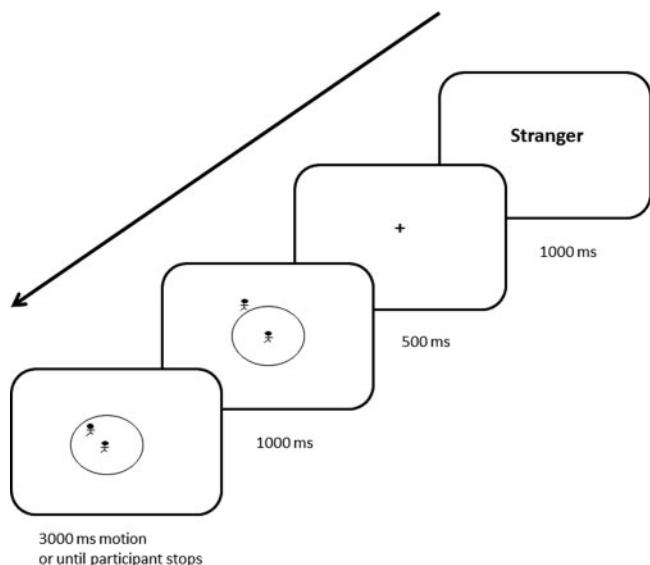 Stranger
1000 ms
+
500 ms
1000 ms
3000 ms motion
or until participant stops